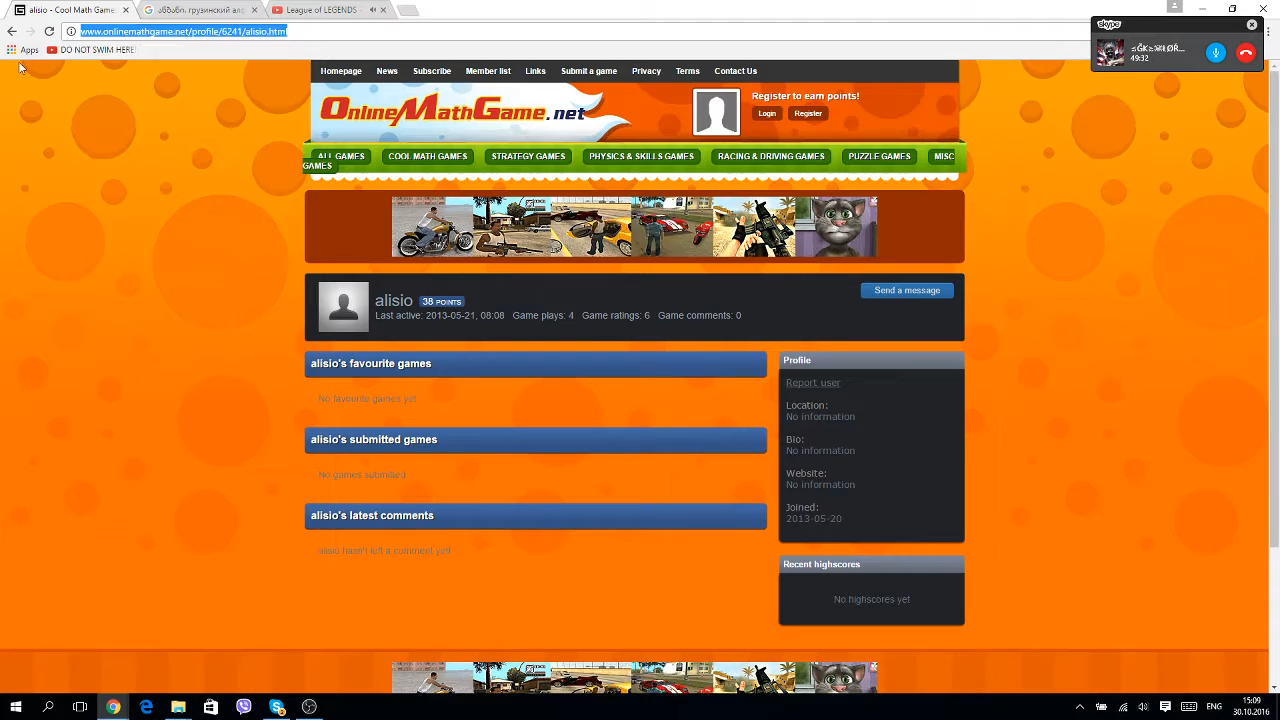 alisio - Cool Math Game:
ანბანი. грузинский алф
League of LEGENDS -
www.onlinemathgame.net/profile/6241/alisio.html
Apps
DO NOT SWIM HERE!
skype
49:32
Homepage News Subscribe Member list Links Submit a game Privacy Terms Contact Us
OnlineMathGame.net
Register to earn points!
Login Register
ALL GAMES COOL MATH GAMES STRATEGY GAMES PHYSICS & SKILLS GAMES RACING & DRIVING GAMES PUZZLE GAMES MISC
GAMES
alisio 38 POINTS
Send a message
Last active: 2013-05-21, 08:08 Game plays: 4 Game ratings: 6 Game comments: 0
alisio's favourite games
No favourite games yet
alisio's submitted games
No games submitted
alisio's latest comments
alisio hasn't left a comment yet!
Profile
Report user
Location:
No information
Bio:
No information
Website:
No information
Joined:
2013-05-20
Recent highscores
No highscores yet
ENG
15:09
30.10.2016